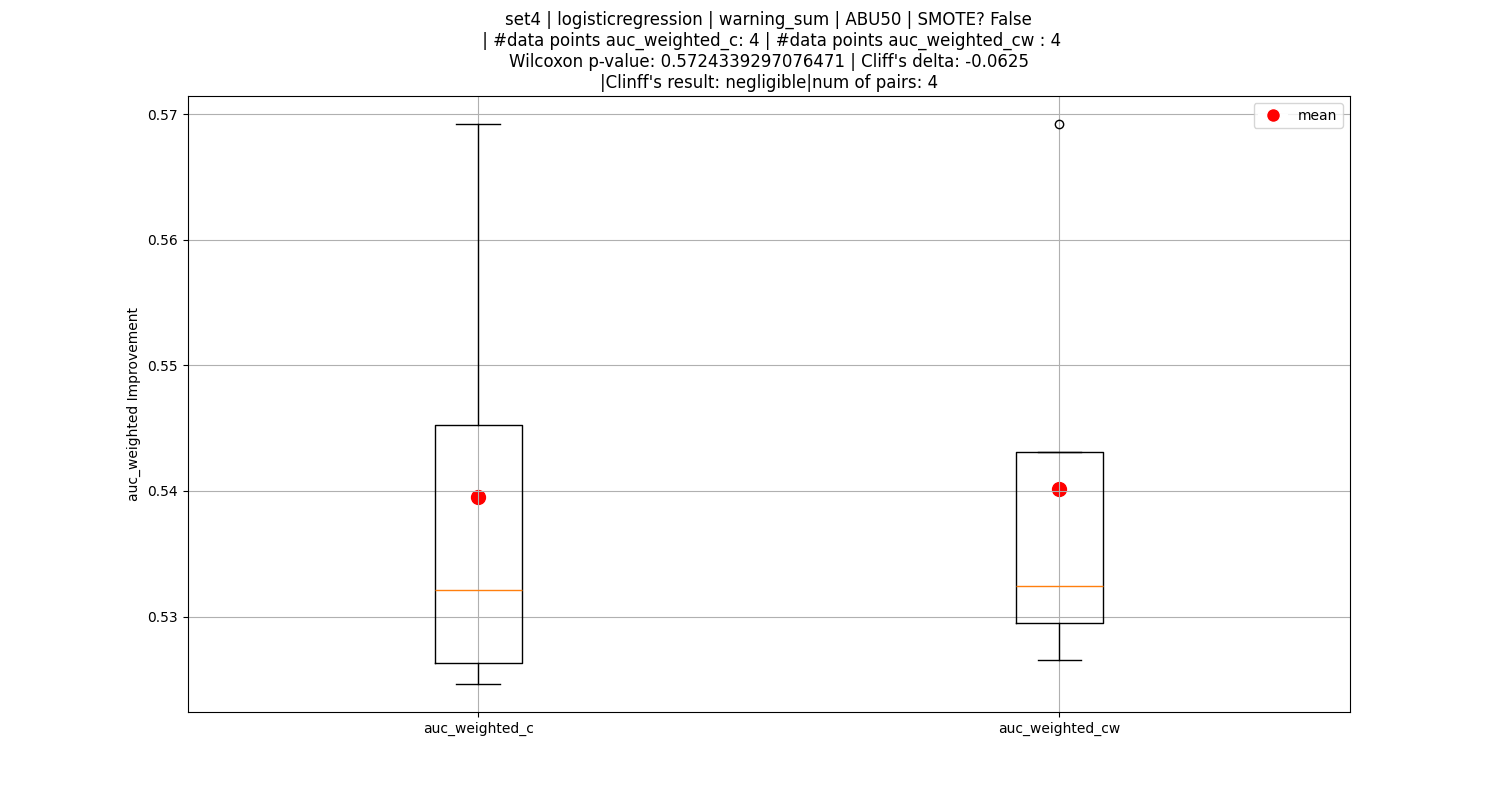 set4 | logisticregression | warning_sum | ABU50 | SMOTE? False
| #data points auc_weighted_c: 4 | #data points auc_weighted_cw : 4
Wilcoxon p-value: 0.5724339297076471 | Cliff's delta: -0.0625
|Clinff's result: negligible|num of pairs: 4
mean
auc_weighted Improvement
0.57
0.56
0.55
0.54
0.53
auc_weighted_c
auc_weighted_cw